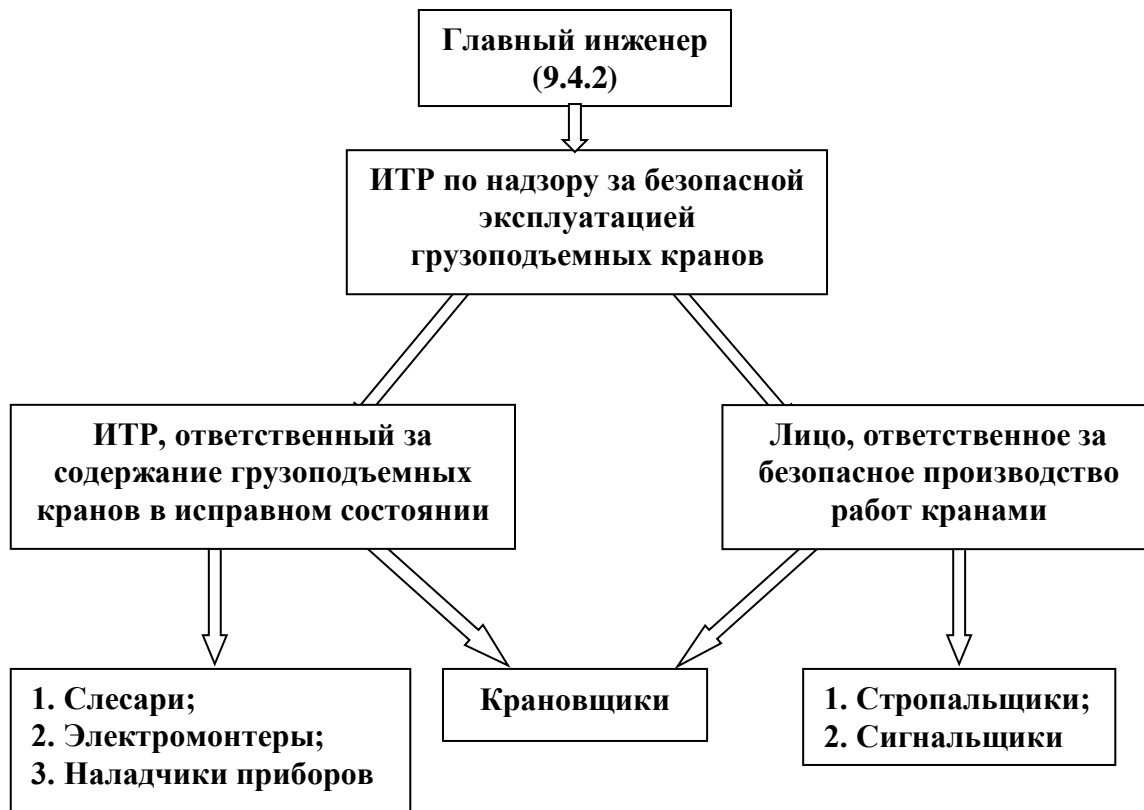 Главный инженер
(9.4.2)
ИТР по надзору за безопасной
эксплуатацией
грузоподъемных кранов
ИТР, ответственный за
содержание грузоподъемных
кранов в исправном состоянии
Лицо, ответственное за
безопасное производство
работ кранами
1. Слесари;
2. Электромонтеры;
3. Наладчики приборов
Крановщики
1. Стропальщики;
2. Сигнальщики